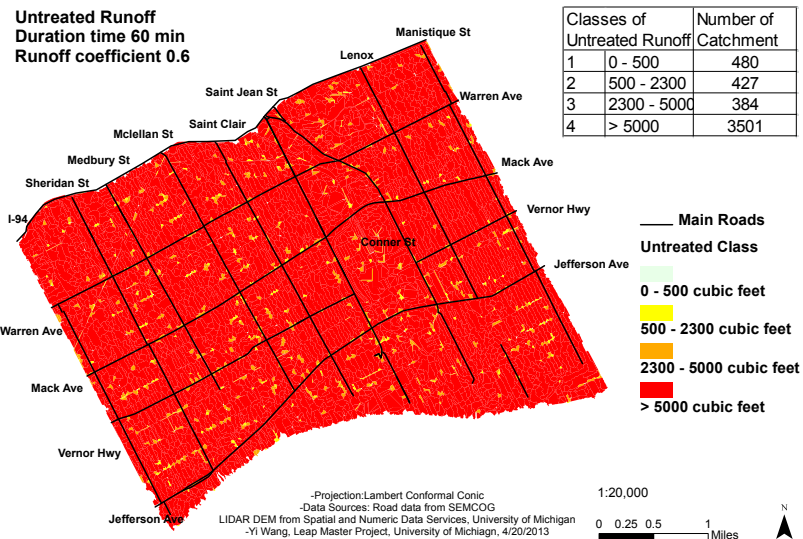 Untreated Runoff
Duration time 60 min
Runoff coefficient 0.6
Classes of Untreated Runoff Number of Catchment
1 0 - 500 480
2 500 - 2300 427
3 2300 - 5000 384
4 > 5000 3501
Manistique St
Lenox
Saint Jean St
Warren Ave
Saint Clair
Mclellan St
Medbury St
Mack Ave
Sheridan St
Vernor Hwy
I-94
Conner St
Jefferson Ave
Warren Ave
Mack Ave
Vernor Hwy
Jefferson Ave
Main Roads
Untreated Class
0 - 500 cubic feet
500 - 2300 cubic feet
2300 - 5000 cubic feet
> 5000 cubic feet
-Projection:Lambert Conformal Conic
-Data Sources: Road data from SEMCOG
LIDAR DEM from Spatial and Numeric Data Services, University of Michigan
-Yi Wang, Leap Master Project, University of Michiagn, 4/20/2013
1:20,000
0 0.25 0.5 1
Miles
N